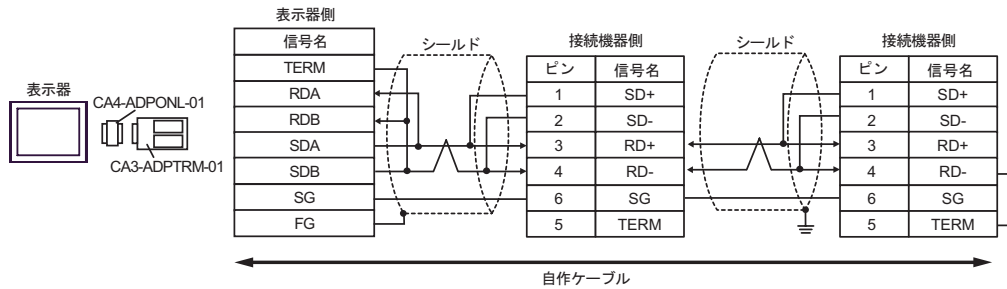 表示器側
信号名
TERM
RDA
RDB
SDA
SDB
SG
FG
表示器
CA4-ADPONL-01
CA3-ADPTRM-01
シールド
接続機器側
ピン 信号名
1 SD+
2 SD-
3 RD+
4 RD-
6 SG
5 TERM
シールド
接続機器側
ピン 信号名
1 SD+
2 SD-
3 RD+
4 RD-
6 SG
5 TERM
自作ケーブル